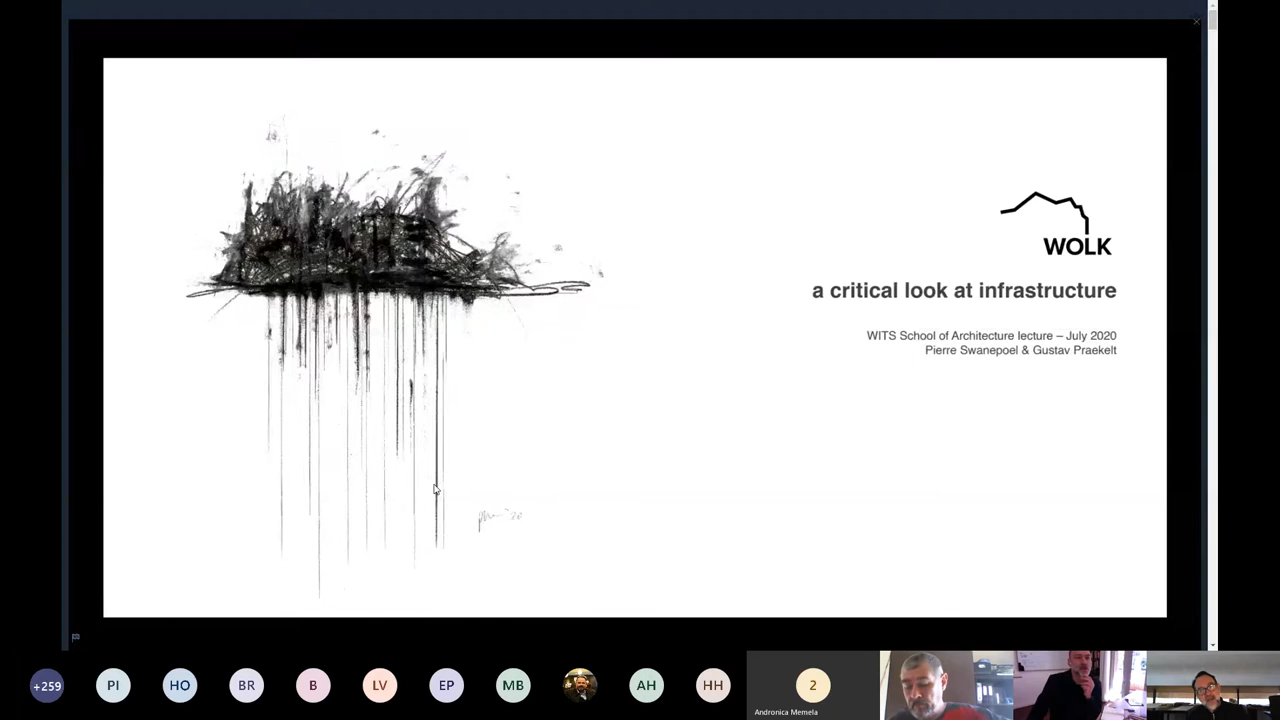 WOLK
a critical look at infrastructure
WITS School of Architecture lecture – July 2020
Pierre Swanepoel & Gustav Praekelt
'20
+259
PI
HO
BR
B
LV
EP
MB
AH
HH
2
Andronica Memela